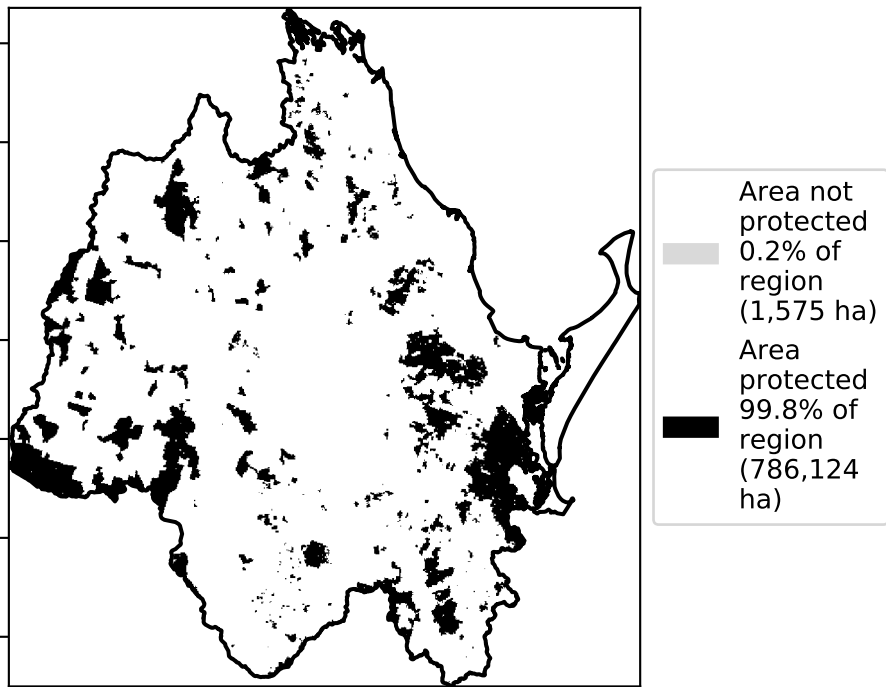 Area not
protected
0.2% of
region
(1,575 ha)
Area
protected
99.8% of
region
(786,124
ha)